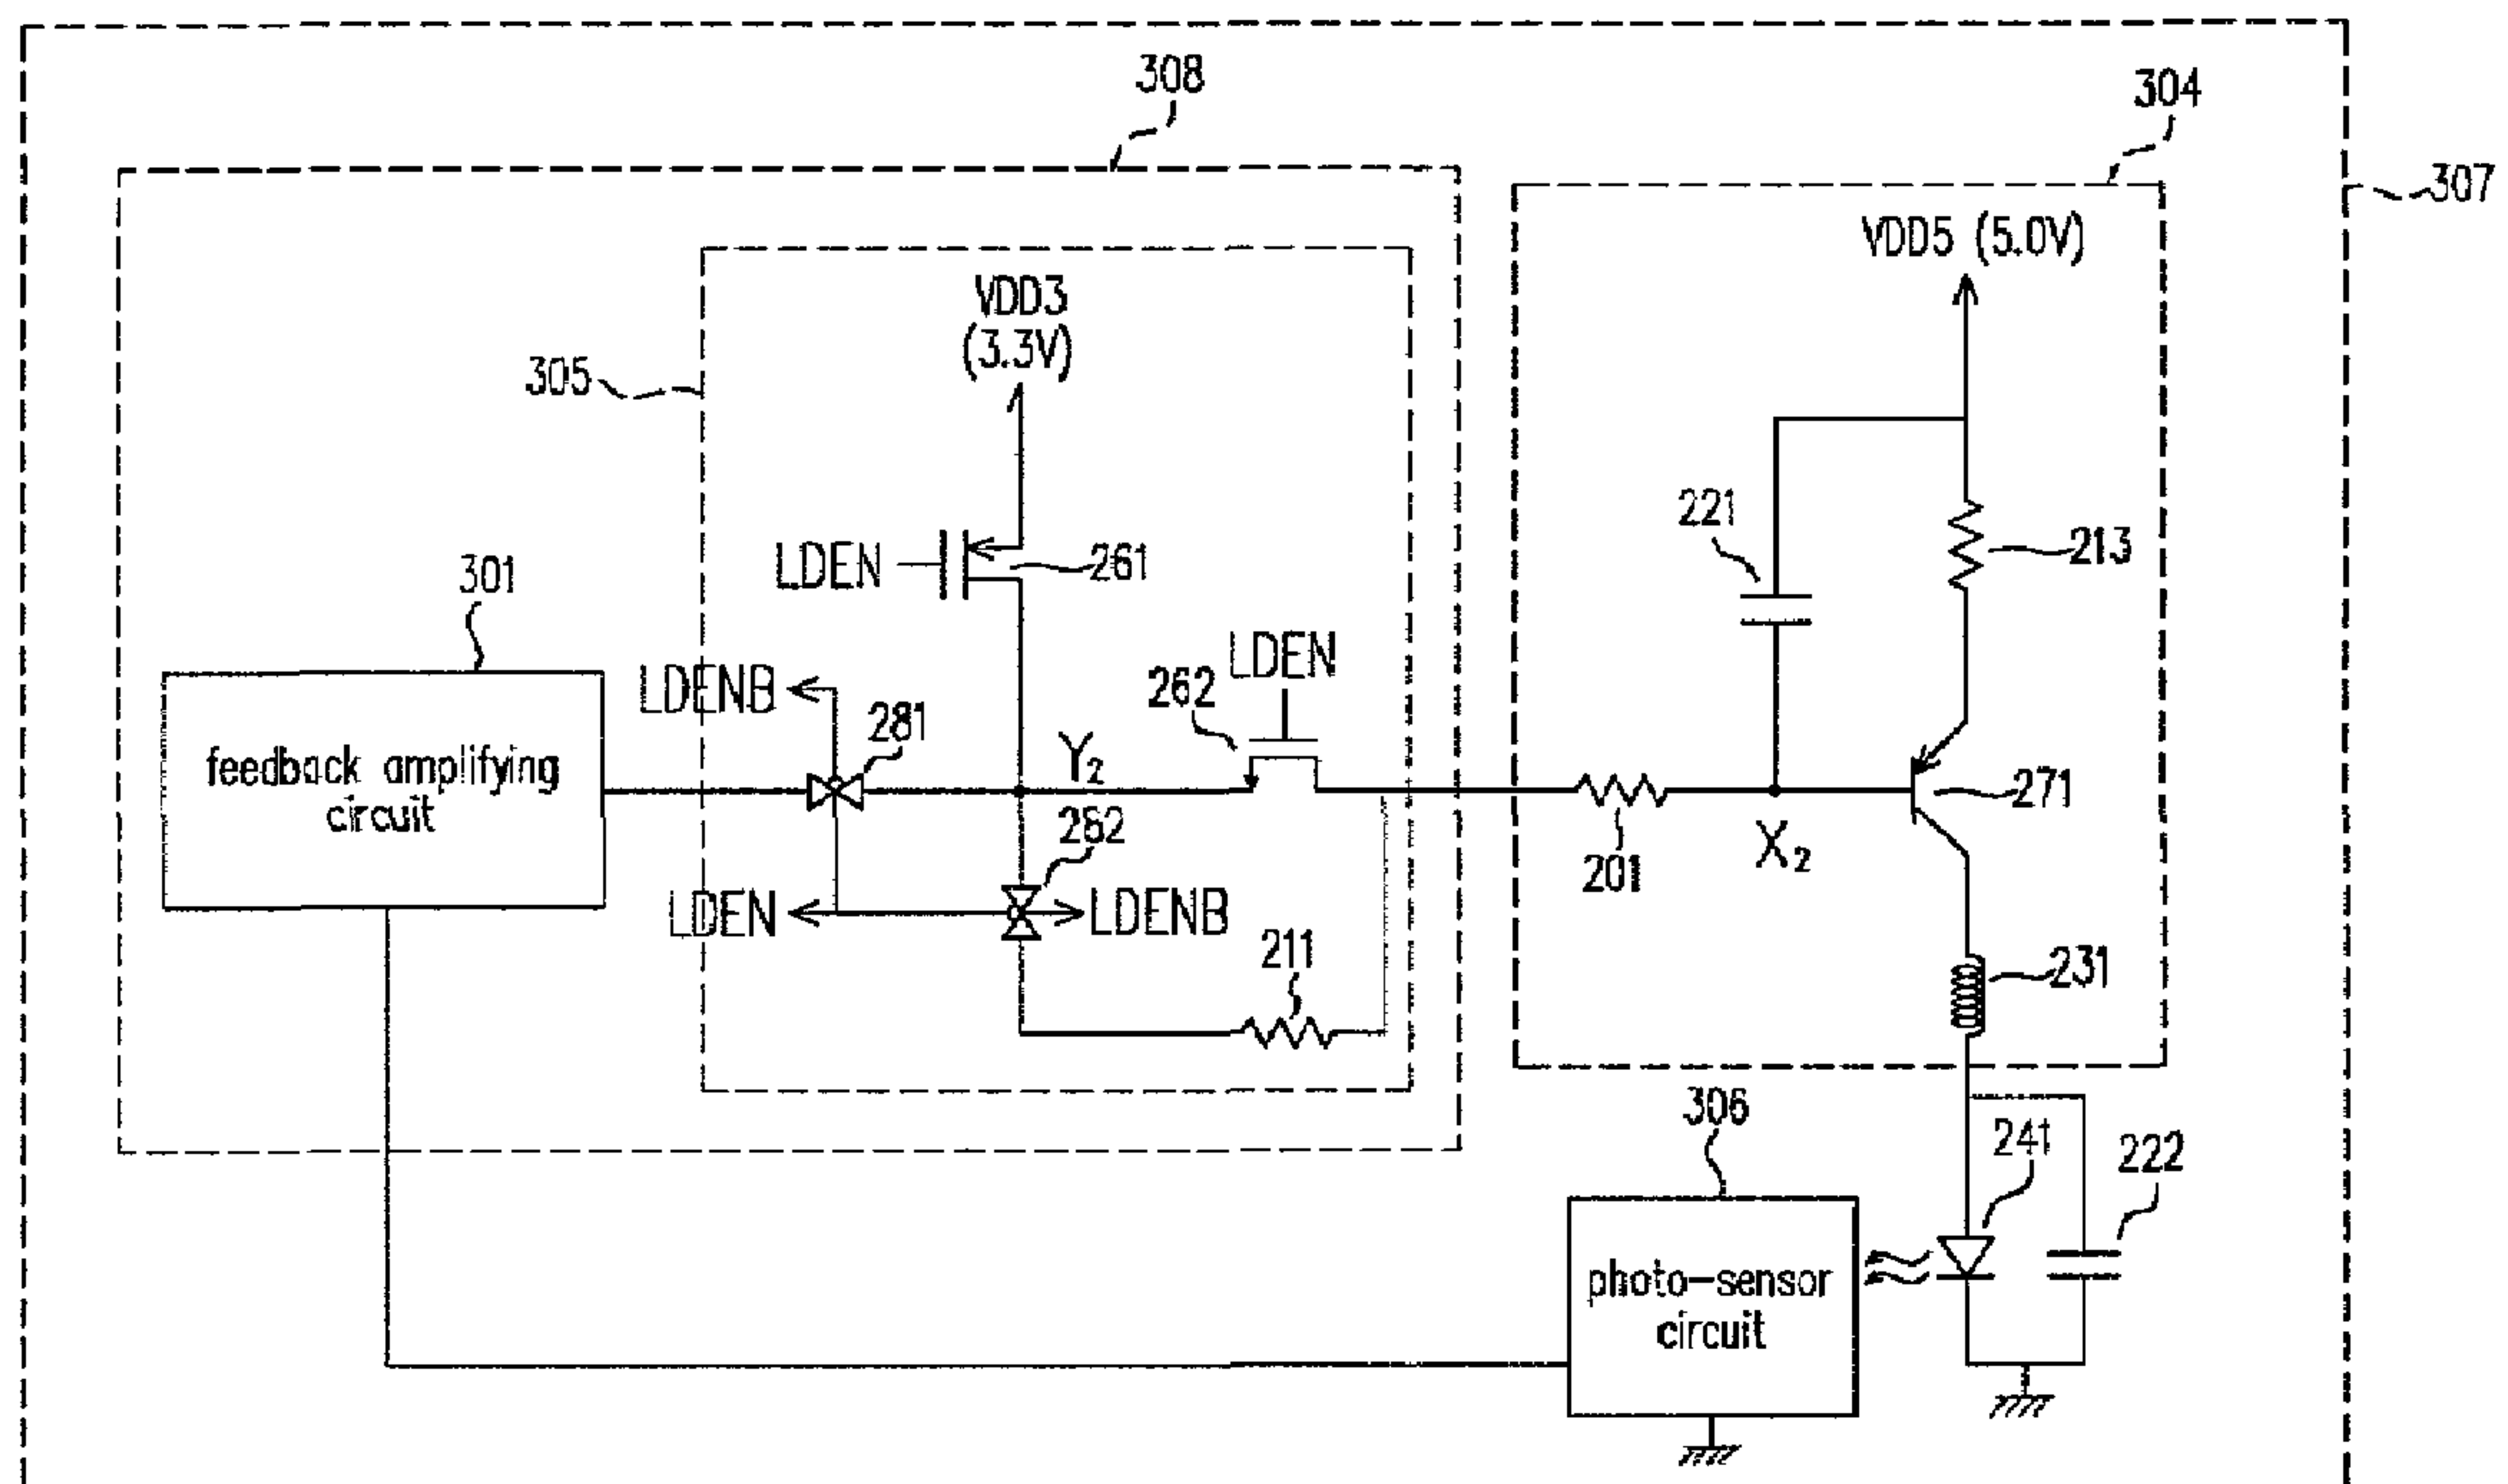 308
304
307
VDD5 (5.0V)
VDD3
(3.3V)
305
221
213
LDEN
261
301
LDEN
LDENB
262
281
Y2
feedback amplifying
circuit
271
262
X2
201
LDEN
LDENB
211
231
306
241
222
photo-sensor
circuit